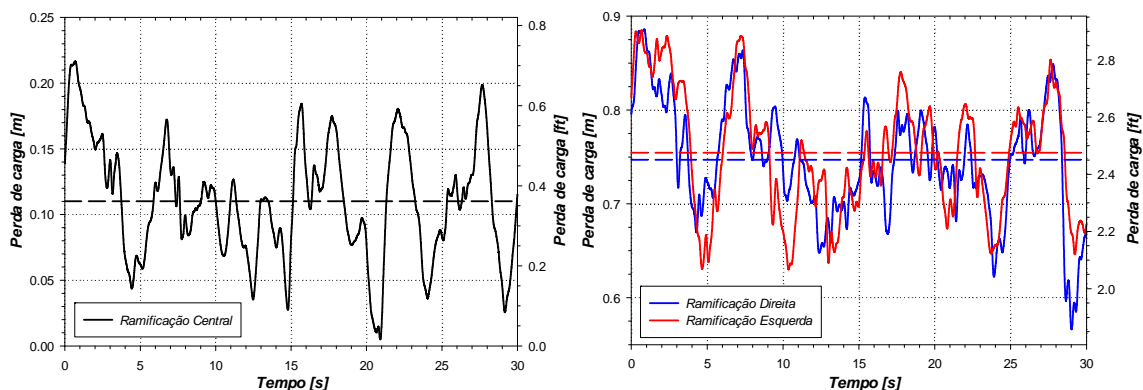 0.25
0.20
0.15
0.10
0.05
0.00
Perda de carga [m]
0.8
0.6
0.4
0.2
0.0
Perda de carga [ft]
0 5 10 15 20 25 30
Tempo [s]
Ramificação Central
0.9
0.8
0.7
0.6
Perda de carga [m]
2.8
2.6
2.4
2.2
2.0
Perda de carga [ft]
0 5 10 15 20 25 30
Tempo [s]
Ramificação Direita
Ramificação Esquerda